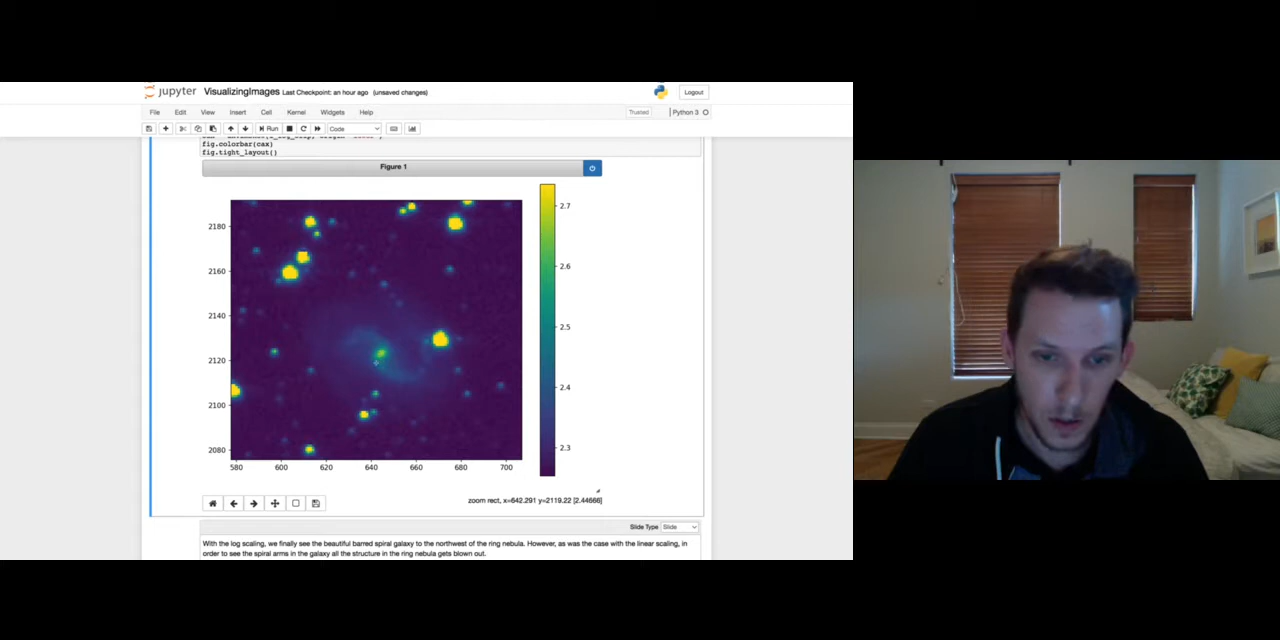 jupyter VisualizingImages Last Checkpoint: an hour ago (unsaved changes)
Logout
File Edit View Insert Cell Kernel Widgets Help
Trusted
Python 3
Run
Code
fig.colorbar(cax)
fig.tight_layout()
Figure 1
2180
2160
2140
2120
2100
2080
580 600 620 640 660 680 700
2.7
2.6
2.5
2.4
2.3
zoom rect, x=642.291 y=2119.22 [2.44666]
Slide Type Slide
With the log scaling, we finally see the beautiful barred spiral galaxy to the northwest of the ring nebula. However, as was the case with the linear scaling, in
order to see the spiral arms in the galaxy all the structure in the ring nebula gets blown out.